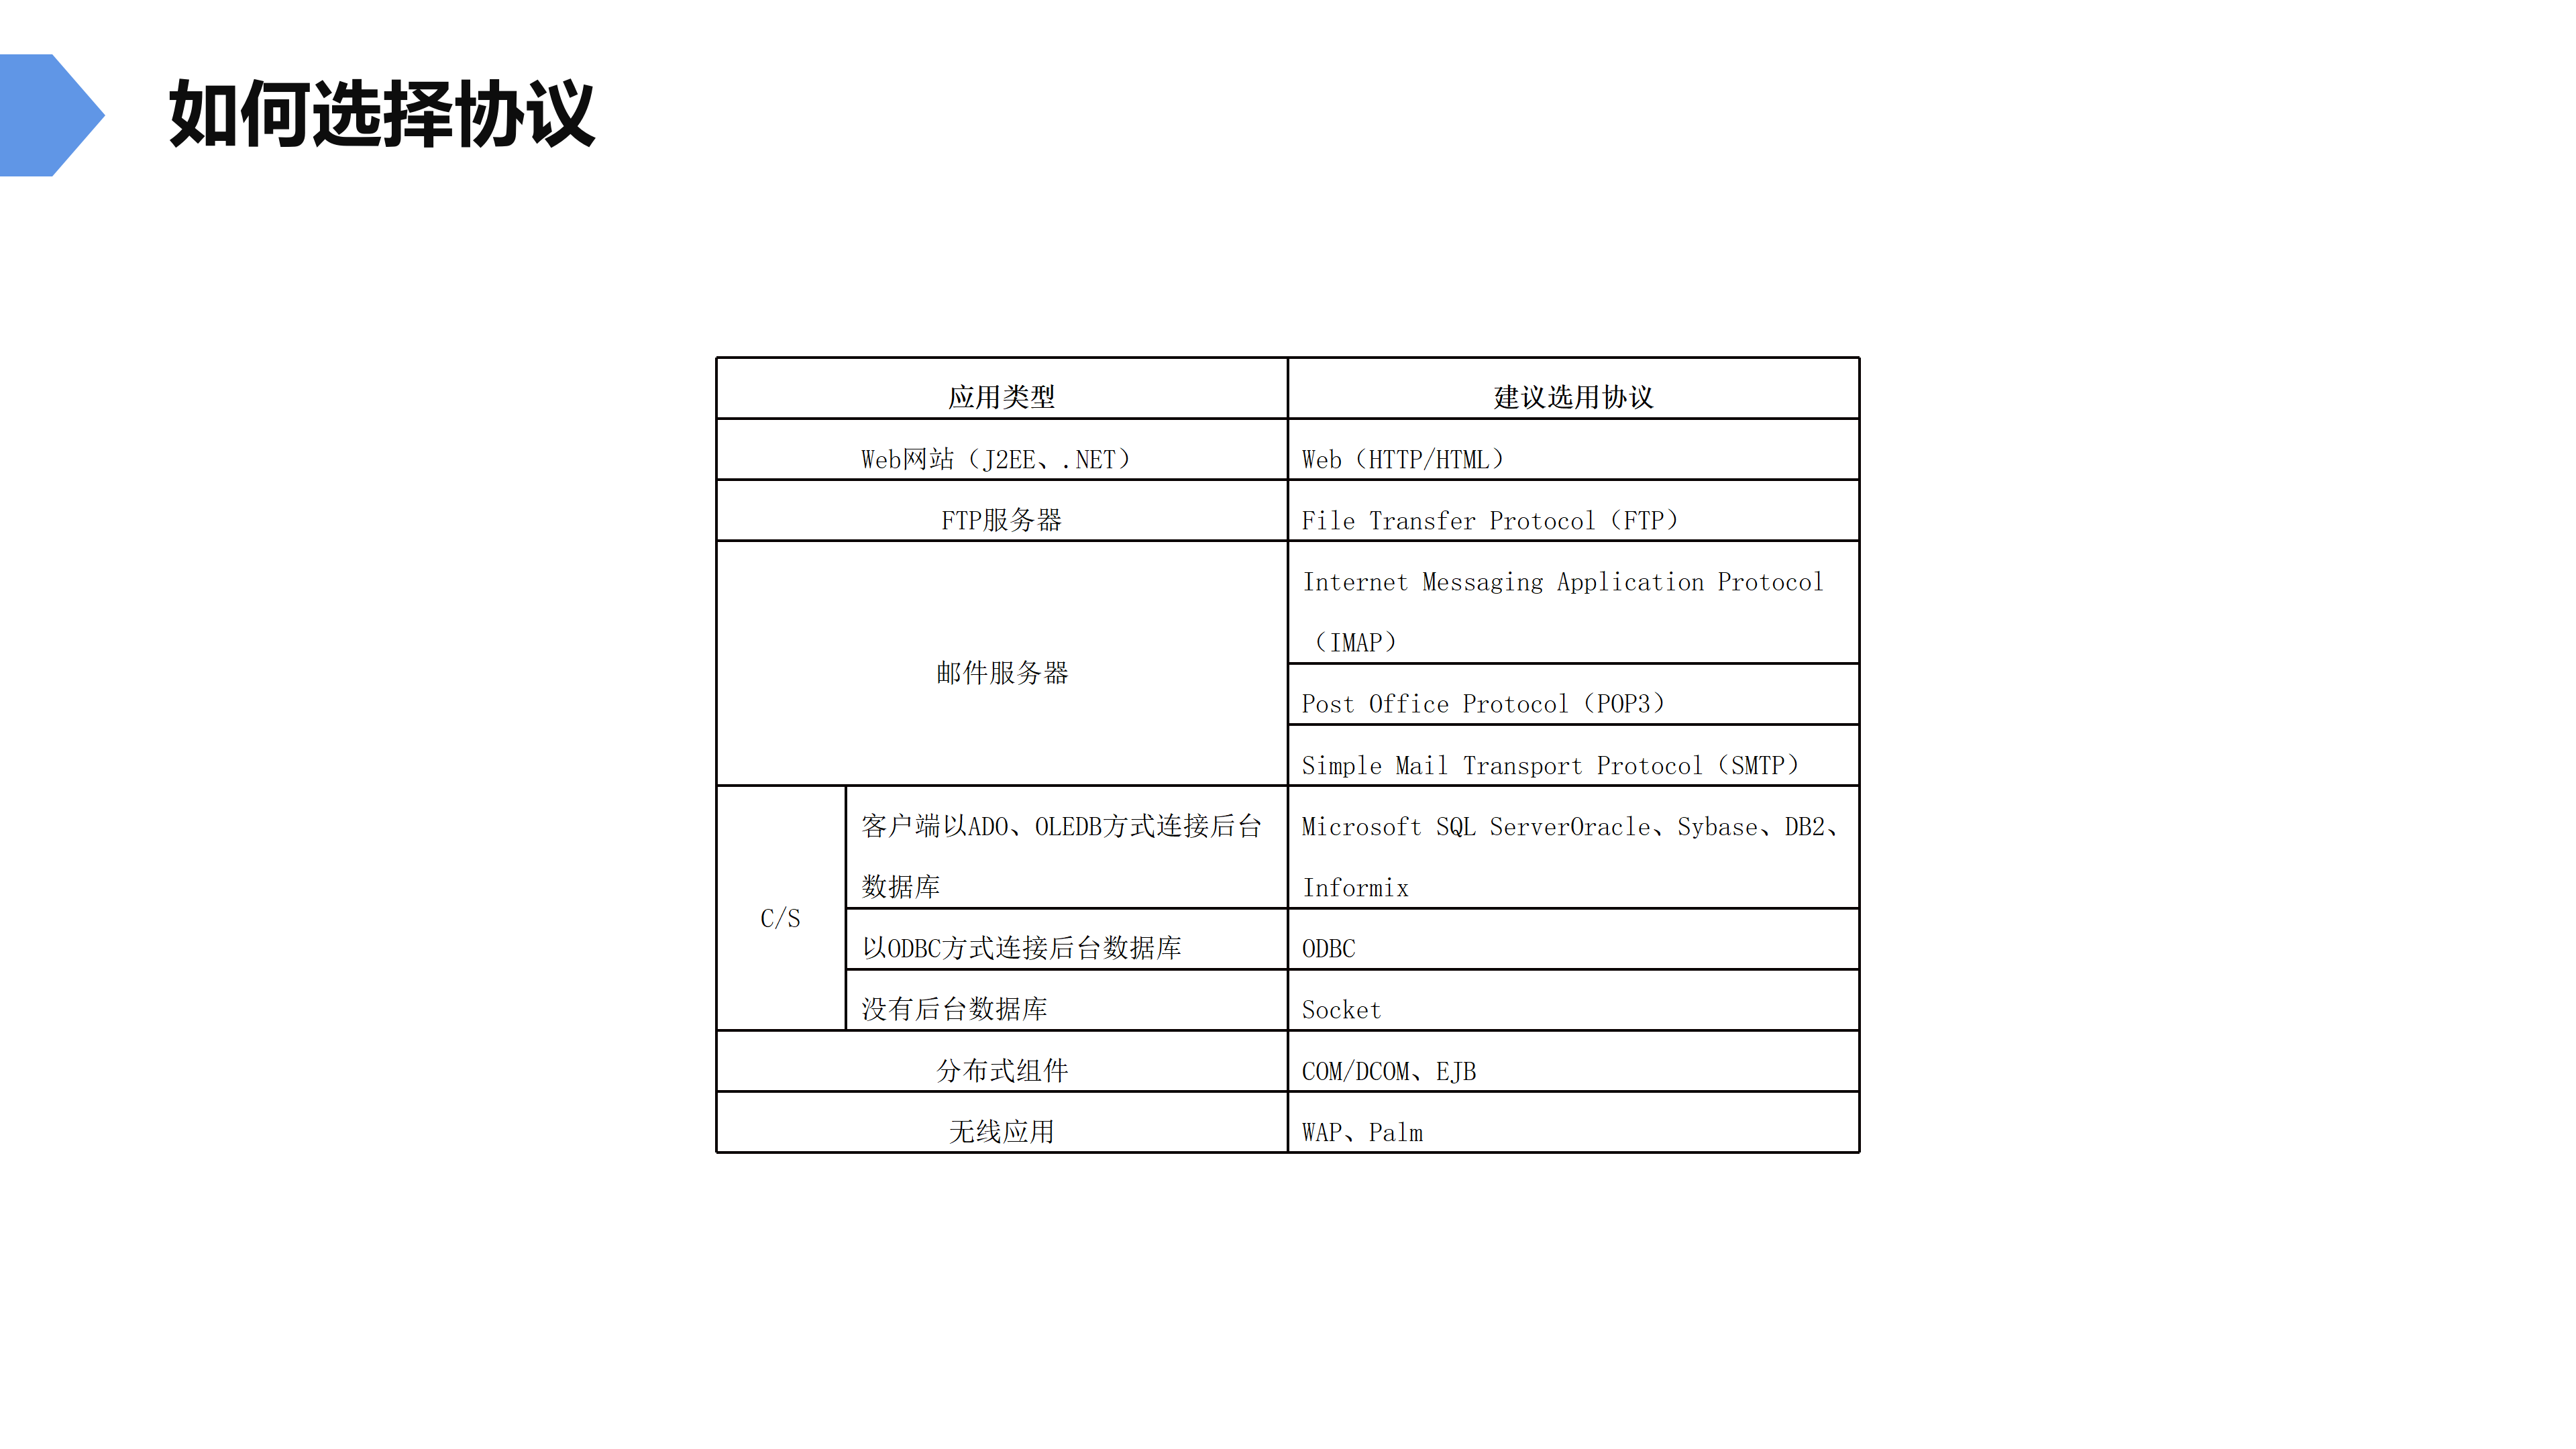 如何选择协议
应用类型 建议选用协议
Web网站（J2EE、.NET） Web（HTTP/HTML）
FTP服务器 File Transfer Protocol（FTP）
邮件服务器
Internet Messaging Application Protocol
（IMAP）
Post Office Protocol（POP3）
Simple Mail Transport Protocol（SMTP）
C/S
客户端以ADO、OLEDB方式连接后台
数据库
Microsoft SQL ServerOracle、Sybase、DB2、
Informix
以ODBC方式连接后台数据库 ODBC
没有后台数据库 Socket
分布式组件 COM/DCOM、EJB
无线应用 WAP、Palm